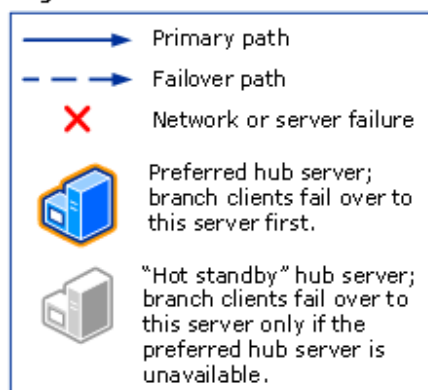 Primary path
Failover path
Network or server failure
Preferred hub server;
branch clients fail over to
this server first.
"Hot standby" hub server;
branch clients fail over to
this server only if the
preferred hub server is
unavailable.